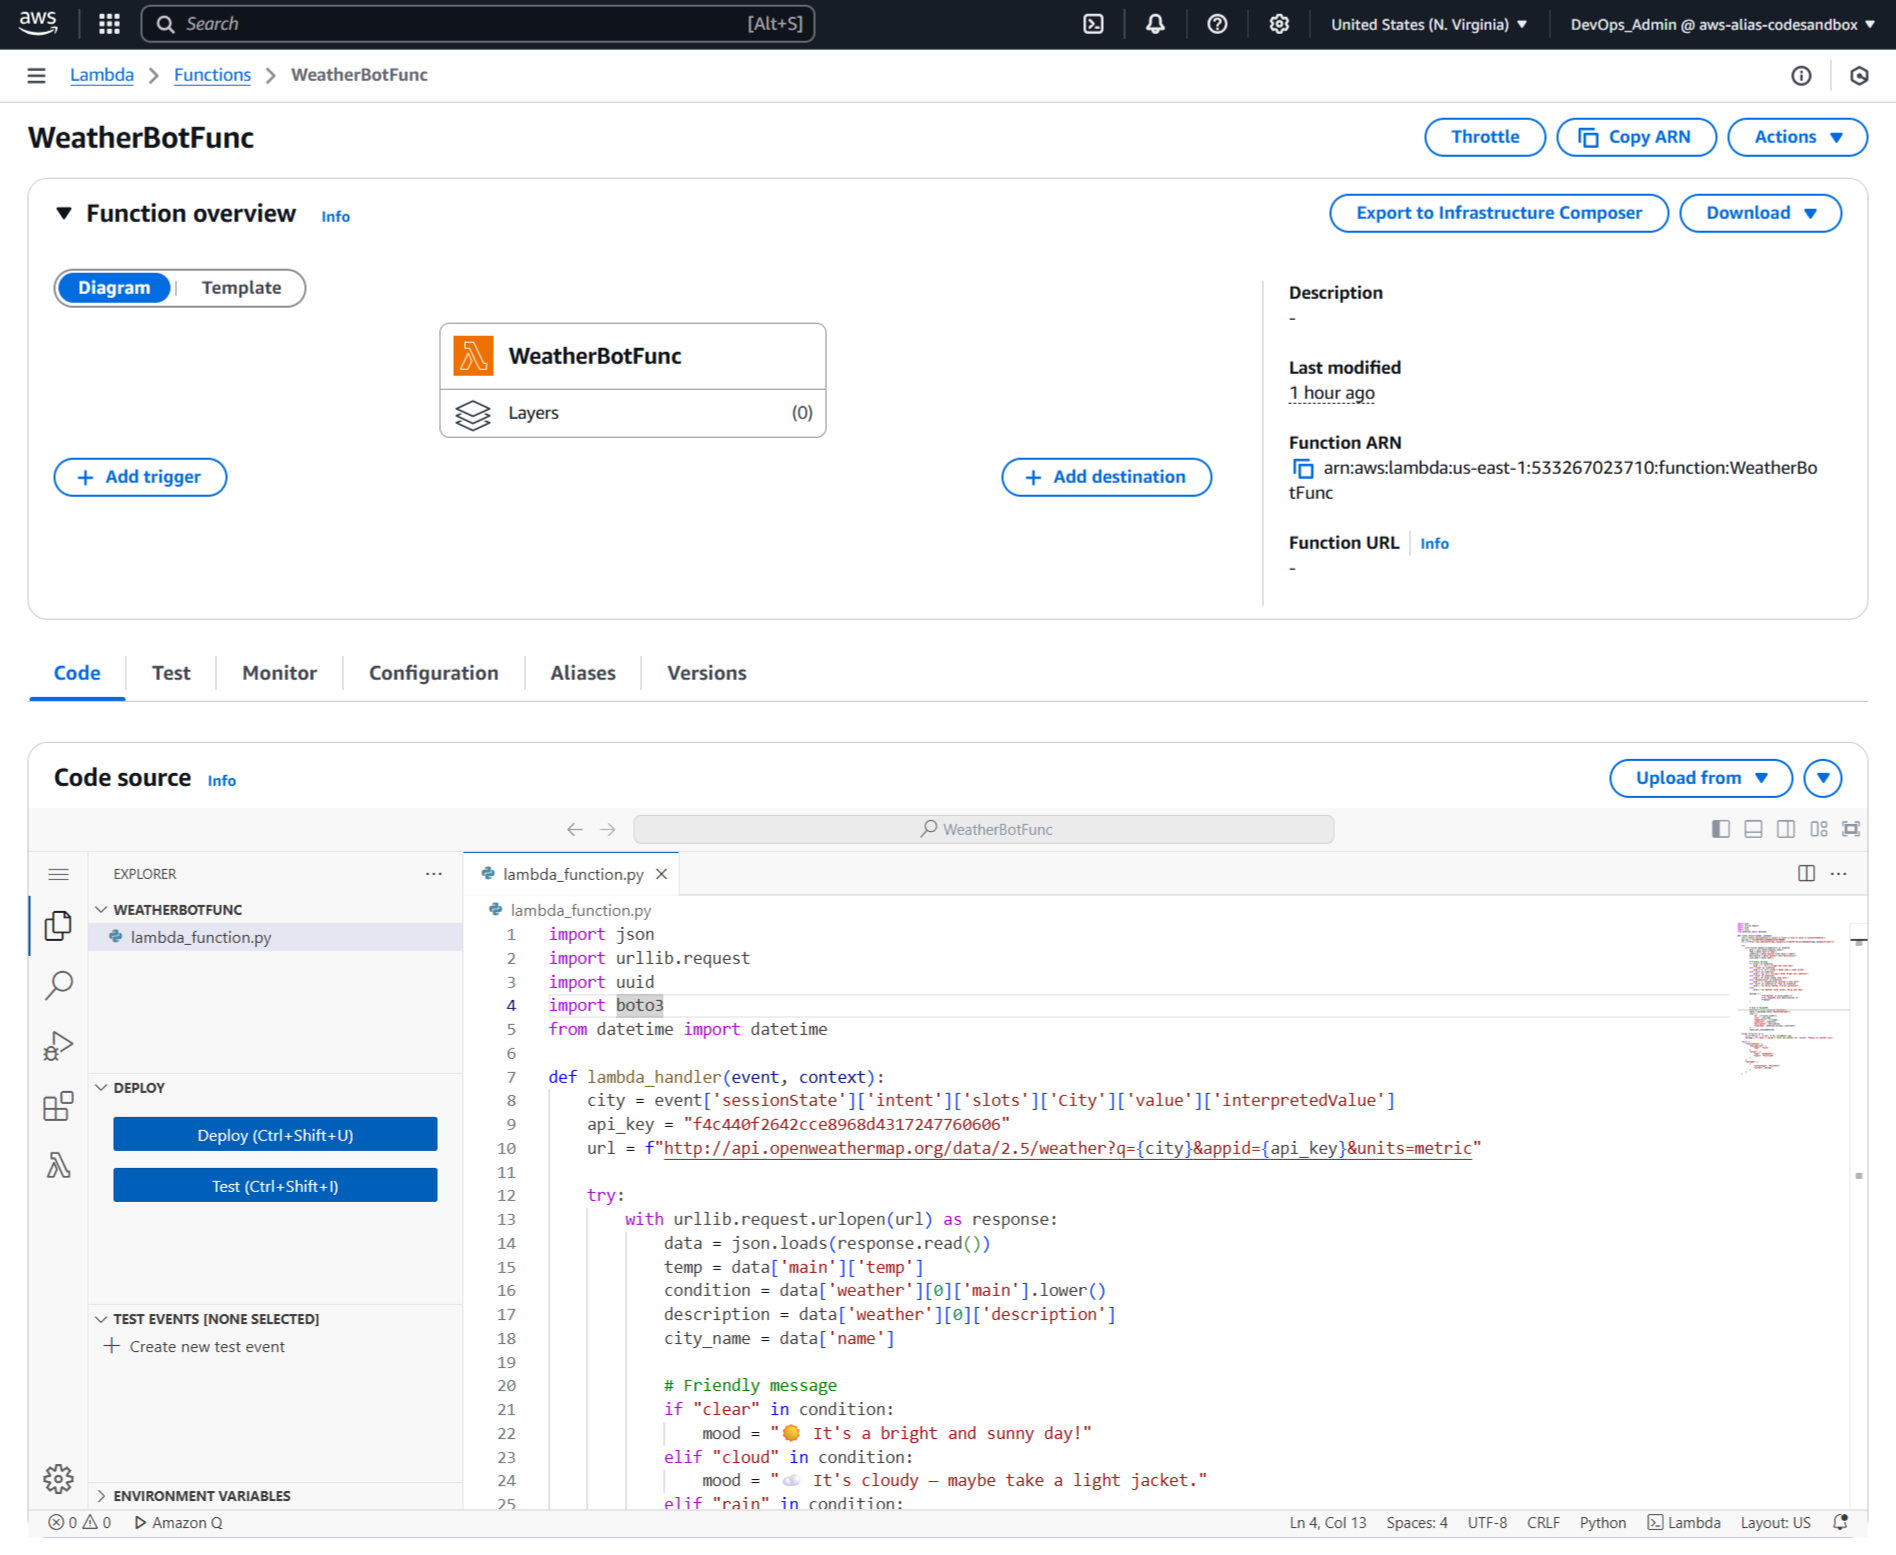 aws
Search [Alt+S]
United States (N. Virginia) DevOps_Admin @ aws-alias-codesandbox
Lambda Functions WeatherBotFunc
WeatherBotFunc
Throttle Copy ARN Actions
Function overview Info
Export to Infrastructure Composer Download
Diagram Template
WeatherBotFunc
Layers (0)
+ Add trigger
+ Add destination
Description
-
Last modified
1 hour ago
Function ARN
arn:aws:lambda:us-east-1:533267023710:function:WeatherBo
tFunc
Function URL Info
-
Code Test Monitor Configuration Aliases Versions
Code source Info
Upload from
WeatherBotFunc
EXPLORER
WEATHERBOTFUNC
lambda_function.py
DEPLOY
Deploy (Ctrl+Shift+U)
Test (Ctrl+Shift+I)
TEST EVENTS [NONE SELECTED]
+ Create new test event
ENVIRONMENT VARIABLES
lambda_function.py
lambda_function.py
1 import json
2 import urllib.request
3 import uuid
4 import boto3
5 from datetime import datetime
6
7 def lambda_handler(event, context):
8 city = event['sessionState']['intent']['slots']['City']['value']['interpretedValue']
9 api_key = "f4c440f2642cce8968d4317247760606"
10 url = f"http://api.openweathermap.org/data/2.5/weather?q={city}&appid={api_key}&units=metric"
11
12 try:
13 with urllib.request.urlopen(url) as response:
14 data = json.loads(response.read())
15 temp = data['main']['temp']
16 condition = data['weather'][0]['main'].lower()
17 description = data['weather'][0]['description']
18 city_name = data['name']
19
20 # Friendly message
21 if "clear" in condition:
22 mood = "☀️ It's a bright and sunny day!"
23 elif "cloud" in condition:
24 mood = "☁️ It's cloudy — maybe take a light jacket."
25 elif "rain" in condition:
0 0 Amazon Q
Ln 4, Col 13 Spaces: 4 UTF-8 CRLF Python Lambda Layout: US